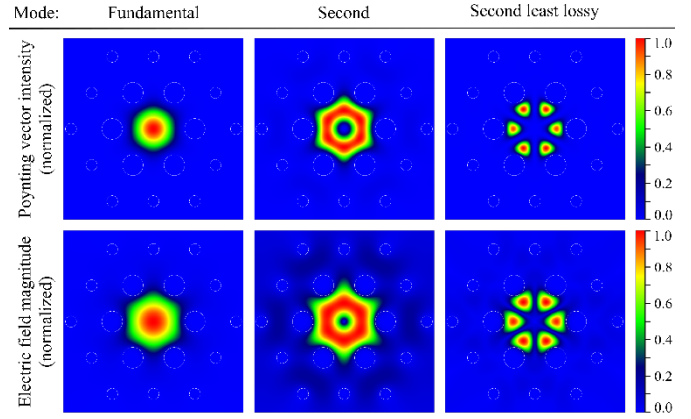 Mode: Fundamental Second Second least lossy
Poynting vector intensity
(normalized)
1.0
0.8
0.6
0.4
0.2
0.0
Electric field magnitude
(normalized)
1.0
0.8
0.6
0.4
0.2
0.0